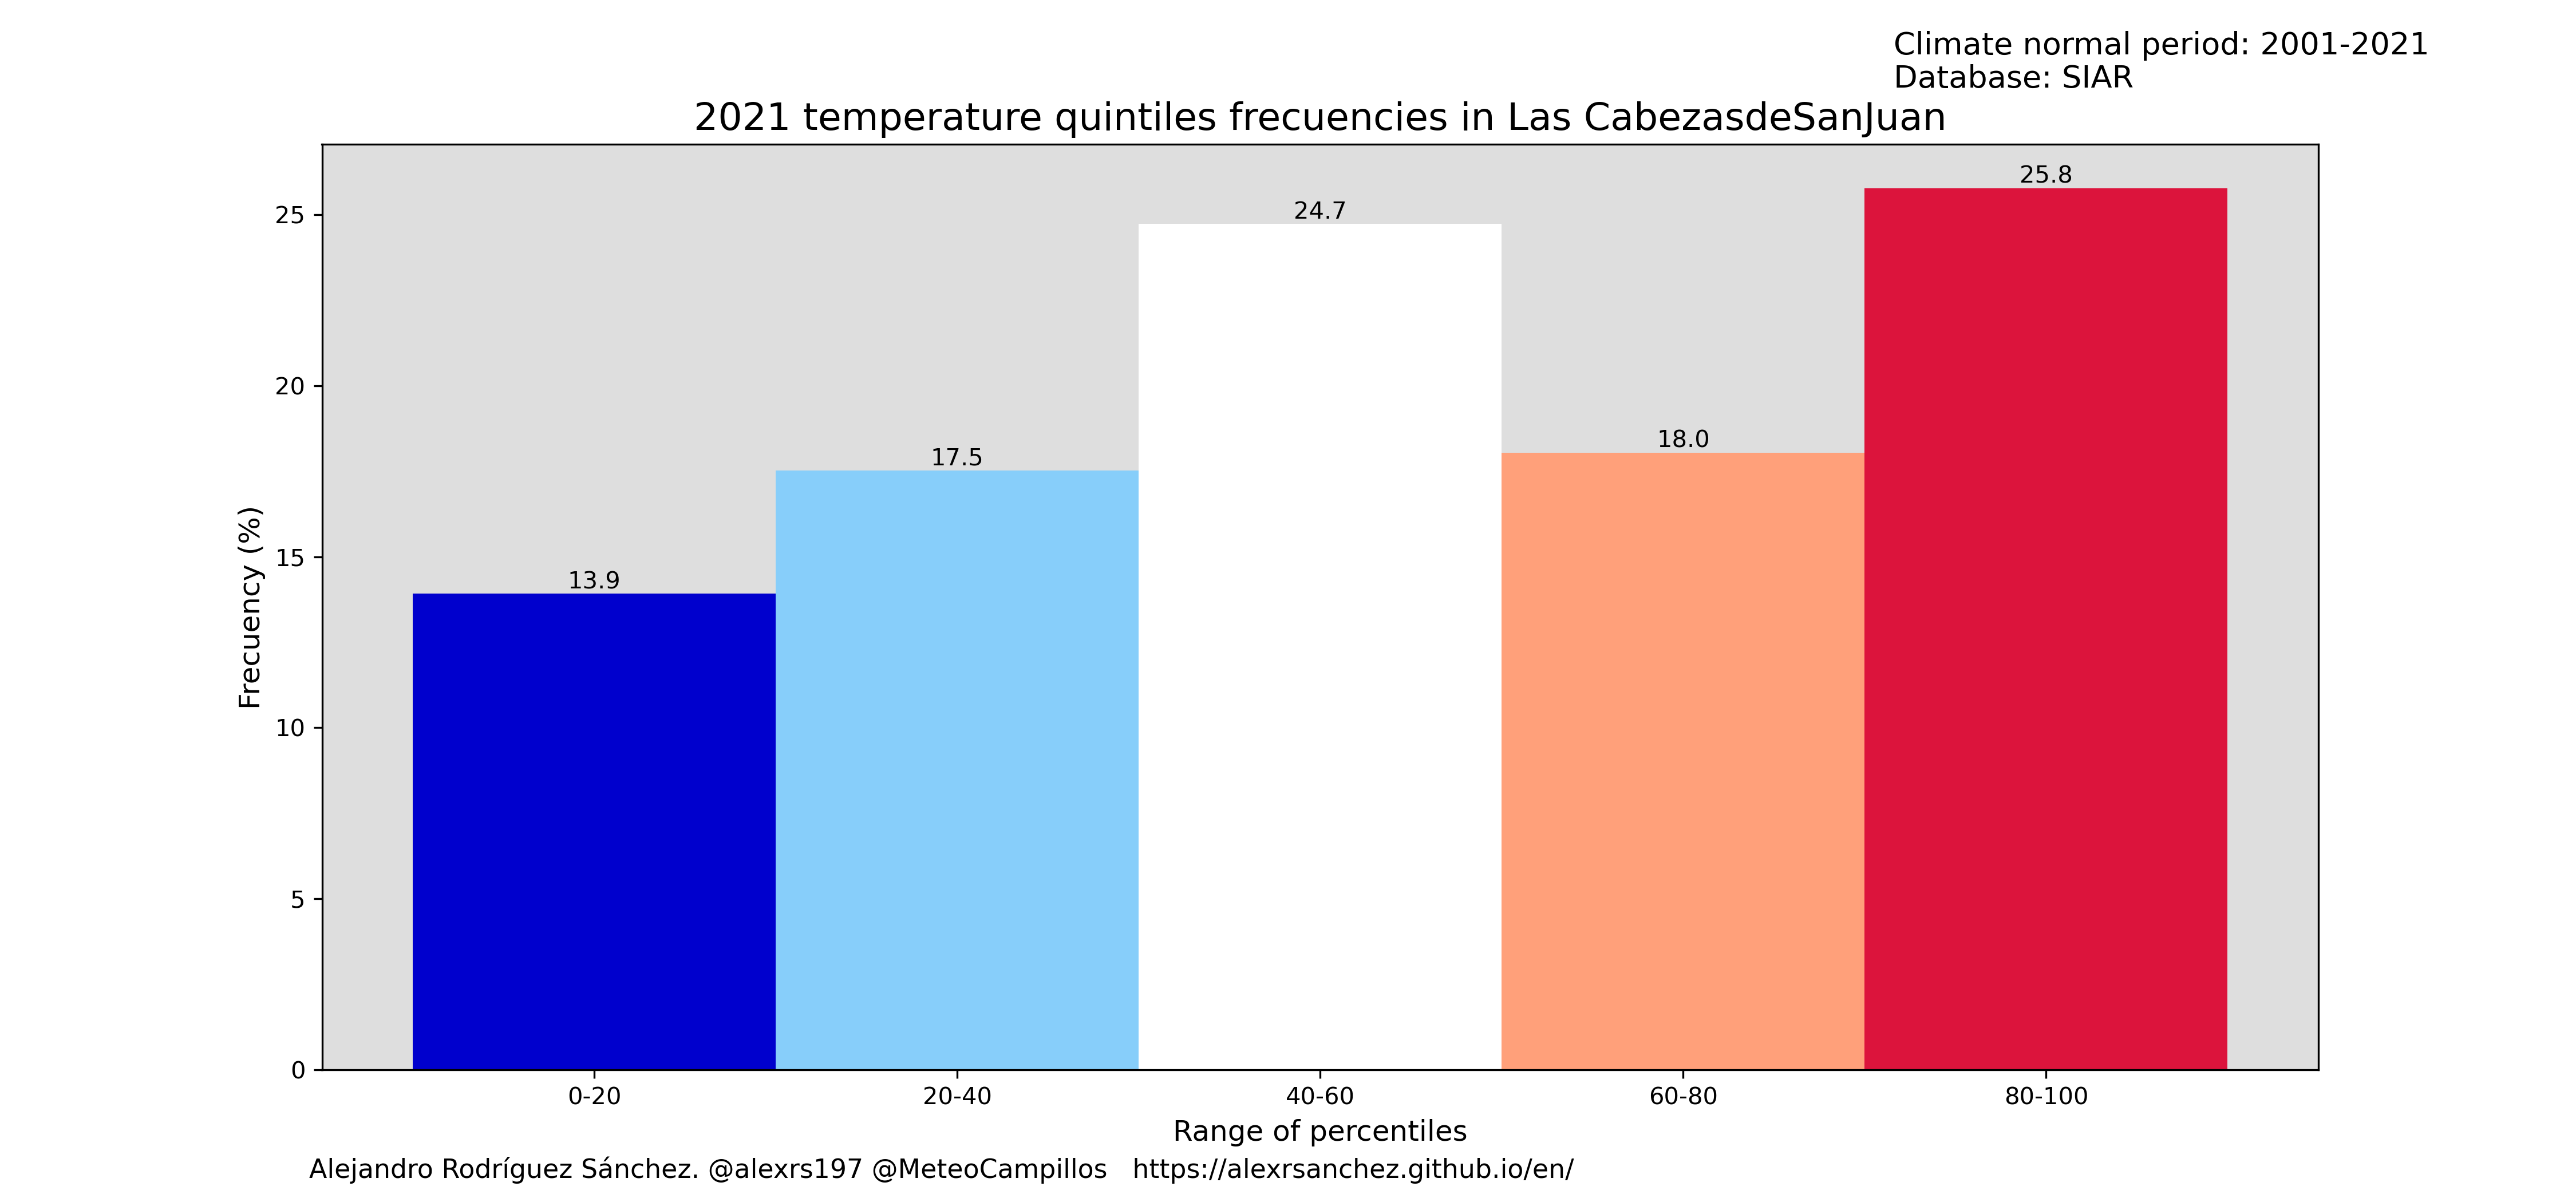 Climate normal period: 2001-2021
Database: SIAR
2021 temperature quintiles frecuencies in Las CabezasdeSanJuan
25.8
25
24.7
20
18.0
17.5
Frecuency (%)
15
13.9
10
5
0
0-20 20-40 40-60 60-80 80-100
Range of percentiles
Alejandro Rodríguez Sánchez. @alexrs197 @MeteoCampillos https://alexrsanchez.github.io/en/